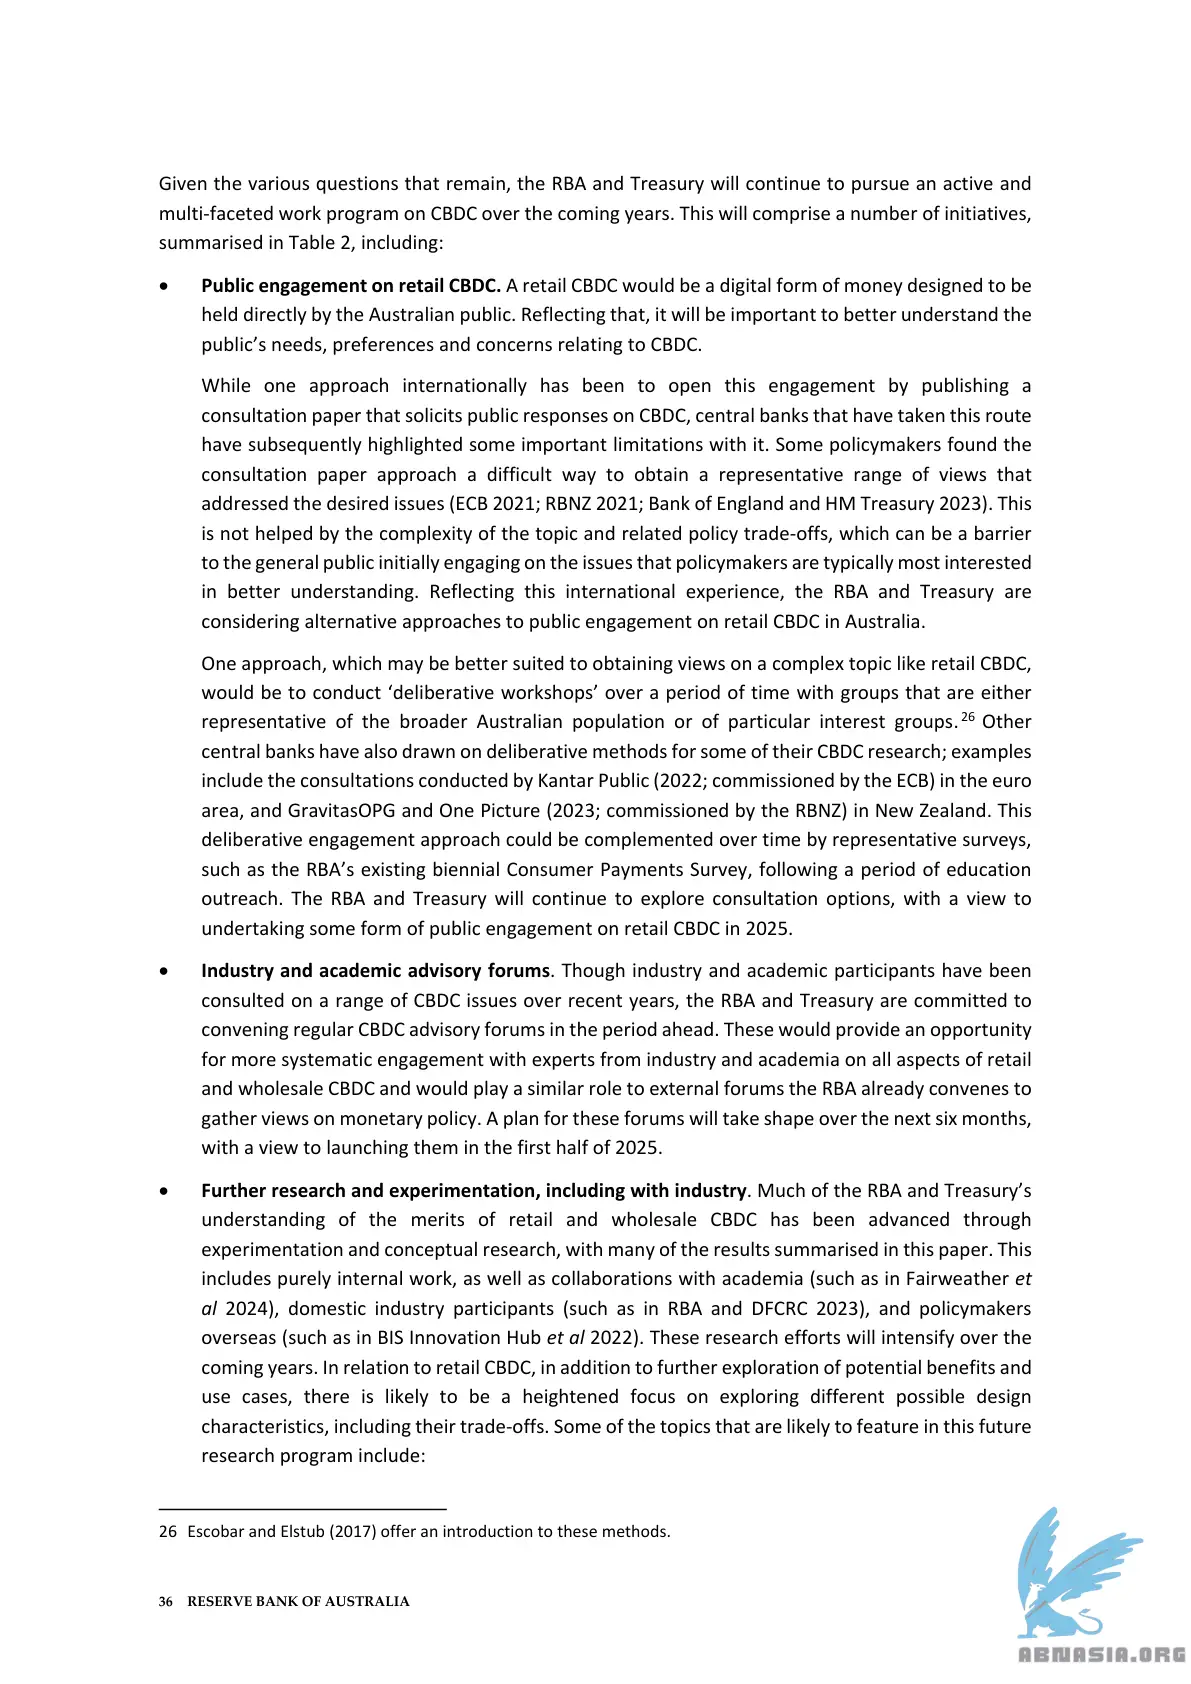 Given the various questions that remain, the RBA and Treasury will continue to pursue an active and
multi-faceted work program on CBDC over the coming years. This will comprise a number of initiatives,
summarised in Table 2, including:
• Public engagement on retail CBDC. A retail CBDC would be a digital form of money designed to be
held directly by the Australian public. Reflecting that, it will be important to better understand the
public’s needs, preferences and concerns relating to CBDC.
While one approach internationally has been to open this engagement by publishing a
consultation paper that solicits public responses on CBDC, central banks that have taken this route
have subsequently highlighted some important limitations with it. Some policymakers found the
consultation paper approach a difficult way to obtain a representative range of views that
addressed the desired issues (ECB 2021; RBNZ 2021; Bank of England and HM Treasury 2023). This
is not helped by the complexity of the topic and related policy trade-offs, which can be a barrier
to the general public initially engaging on the issues that policymakers are typically most interested
in better understanding. Reflecting this international experience, the RBA and Treasury are
considering alternative approaches to public engagement on retail CBDC in Australia.
One approach, which may be better suited to obtaining views on a complex topic like retail CBDC,
would be to conduct ‘deliberative workshops’ over a period of time with groups that are either
representative of the broader Australian population or of particular interest groups.26 Other
central banks have also drawn on deliberative methods for some of their CBDC research; examples
include the consultations conducted by Kantar Public (2022; commissioned by the ECB) in the euro
area, and GravitasOPG and One Picture (2023; commissioned by the RBNZ) in New Zealand. This
deliberative engagement approach could be complemented over time by representative surveys,
such as the RBA’s existing biennial Consumer Payments Survey, following a period of education
outreach. The RBA and Treasury will continue to explore consultation options, with a view to
undertaking some form of public engagement on retail CBDC in 2025.
• Industry and academic advisory forums. Though industry and academic participants have been
consulted on a range of CBDC issues over recent years, the RBA and Treasury are committed to
convening regular CBDC advisory forums in the period ahead. These would provide an opportunity
for more systematic engagement with experts from industry and academia on all aspects of retail
and wholesale CBDC and would play a similar role to external forums the RBA already convenes to
gather views on monetary policy. A plan for these forums will take shape over the next six months,
with a view to launching them in the first half of 2025.
• Further research and experimentation, including with industry. Much of the RBA and Treasury’s
understanding of the merits of retail and wholesale CBDC has been advanced through
experimentation and conceptual research, with many of the results summarised in this paper. This
includes purely internal work, as well as collaborations with academia (such as in Fairweather et
al 2024), domestic industry participants (such as in RBA and DFCRC 2023), and policymakers
overseas (such as in BIS Innovation Hub et al 2022). These research efforts will intensify over the
coming years. In relation to retail CBDC, in addition to further exploration of potential benefits and
use cases, there is likely to be a heightened focus on exploring different possible design
characteristics, including their trade-offs. Some of the topics that are likely to feature in this future
research program include:
26 Escobar and Elstub (2017) offer an introduction to these methods.
36 RESERVE BANK OF AUSTRALIA
ABNASIA.ORG